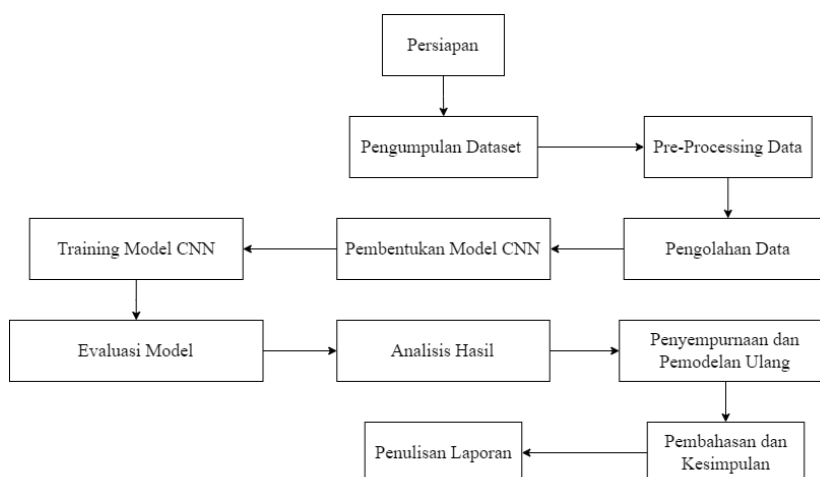 Persiapan
Pengumpulan Dataset
Pre-Processing Data
Pengolahan Data
Pembentukan Model CNN
Training Model CNN
Evaluasi Model
Analisis Hasil
Penyempurnaan dan
Pemodelan Ulang
Pembahasan dan
Kesimpulan
Penulisan Laporan